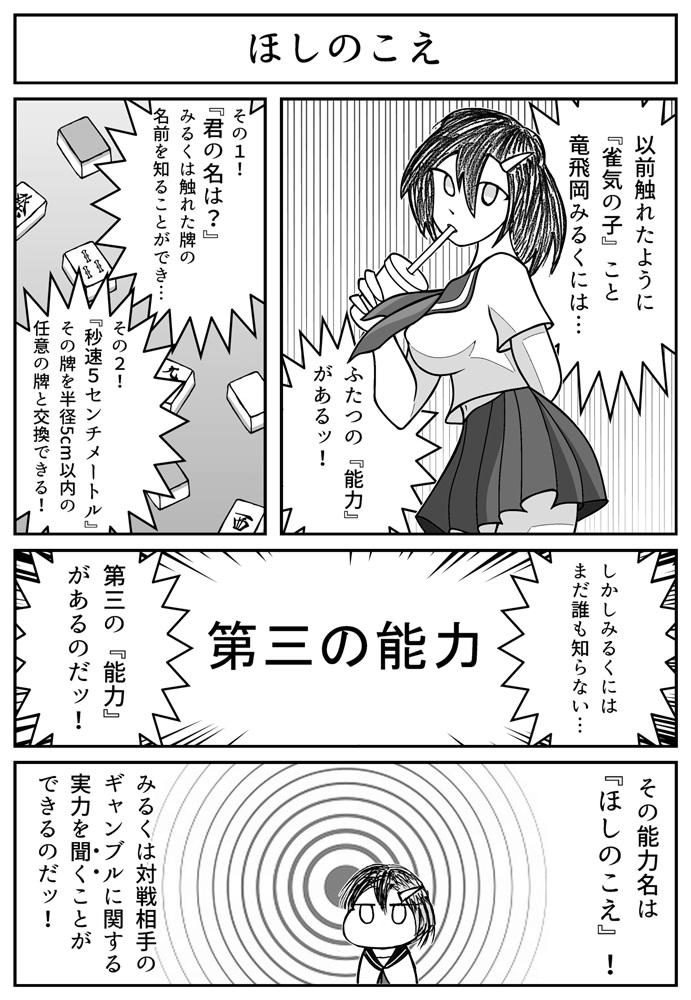 ほしのこえ
以前触れたように
『雀気の子』こと
竜飛岡みるくには…
ふたつの『能力』
があるッ！
その１！
『君の名は？』
みるくは触れた牌の
名前を知ることができ…
その２！
『秒速５センチメートル』
その牌を半径5cm以内の
任意の牌と交換できる！
しかしみるくには
まだ誰も知らない…
第三の能力
第三の『能力』
があるのだッ！
その能力名は
『ほしのこえ』！
みるくは対戦相手の
ギャンブルに関する
実力を聞くことが
できるのだッ！